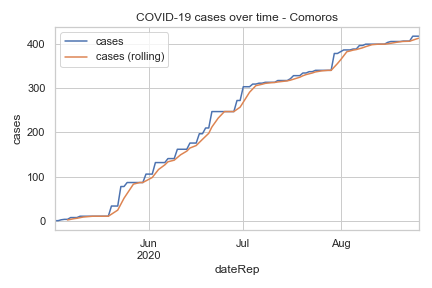 COVID-19 cases over time - Comoros
cases
cases (rolling)
400
300
200
100
0
cases
Jun
2020
Jul
Aug
dateRep